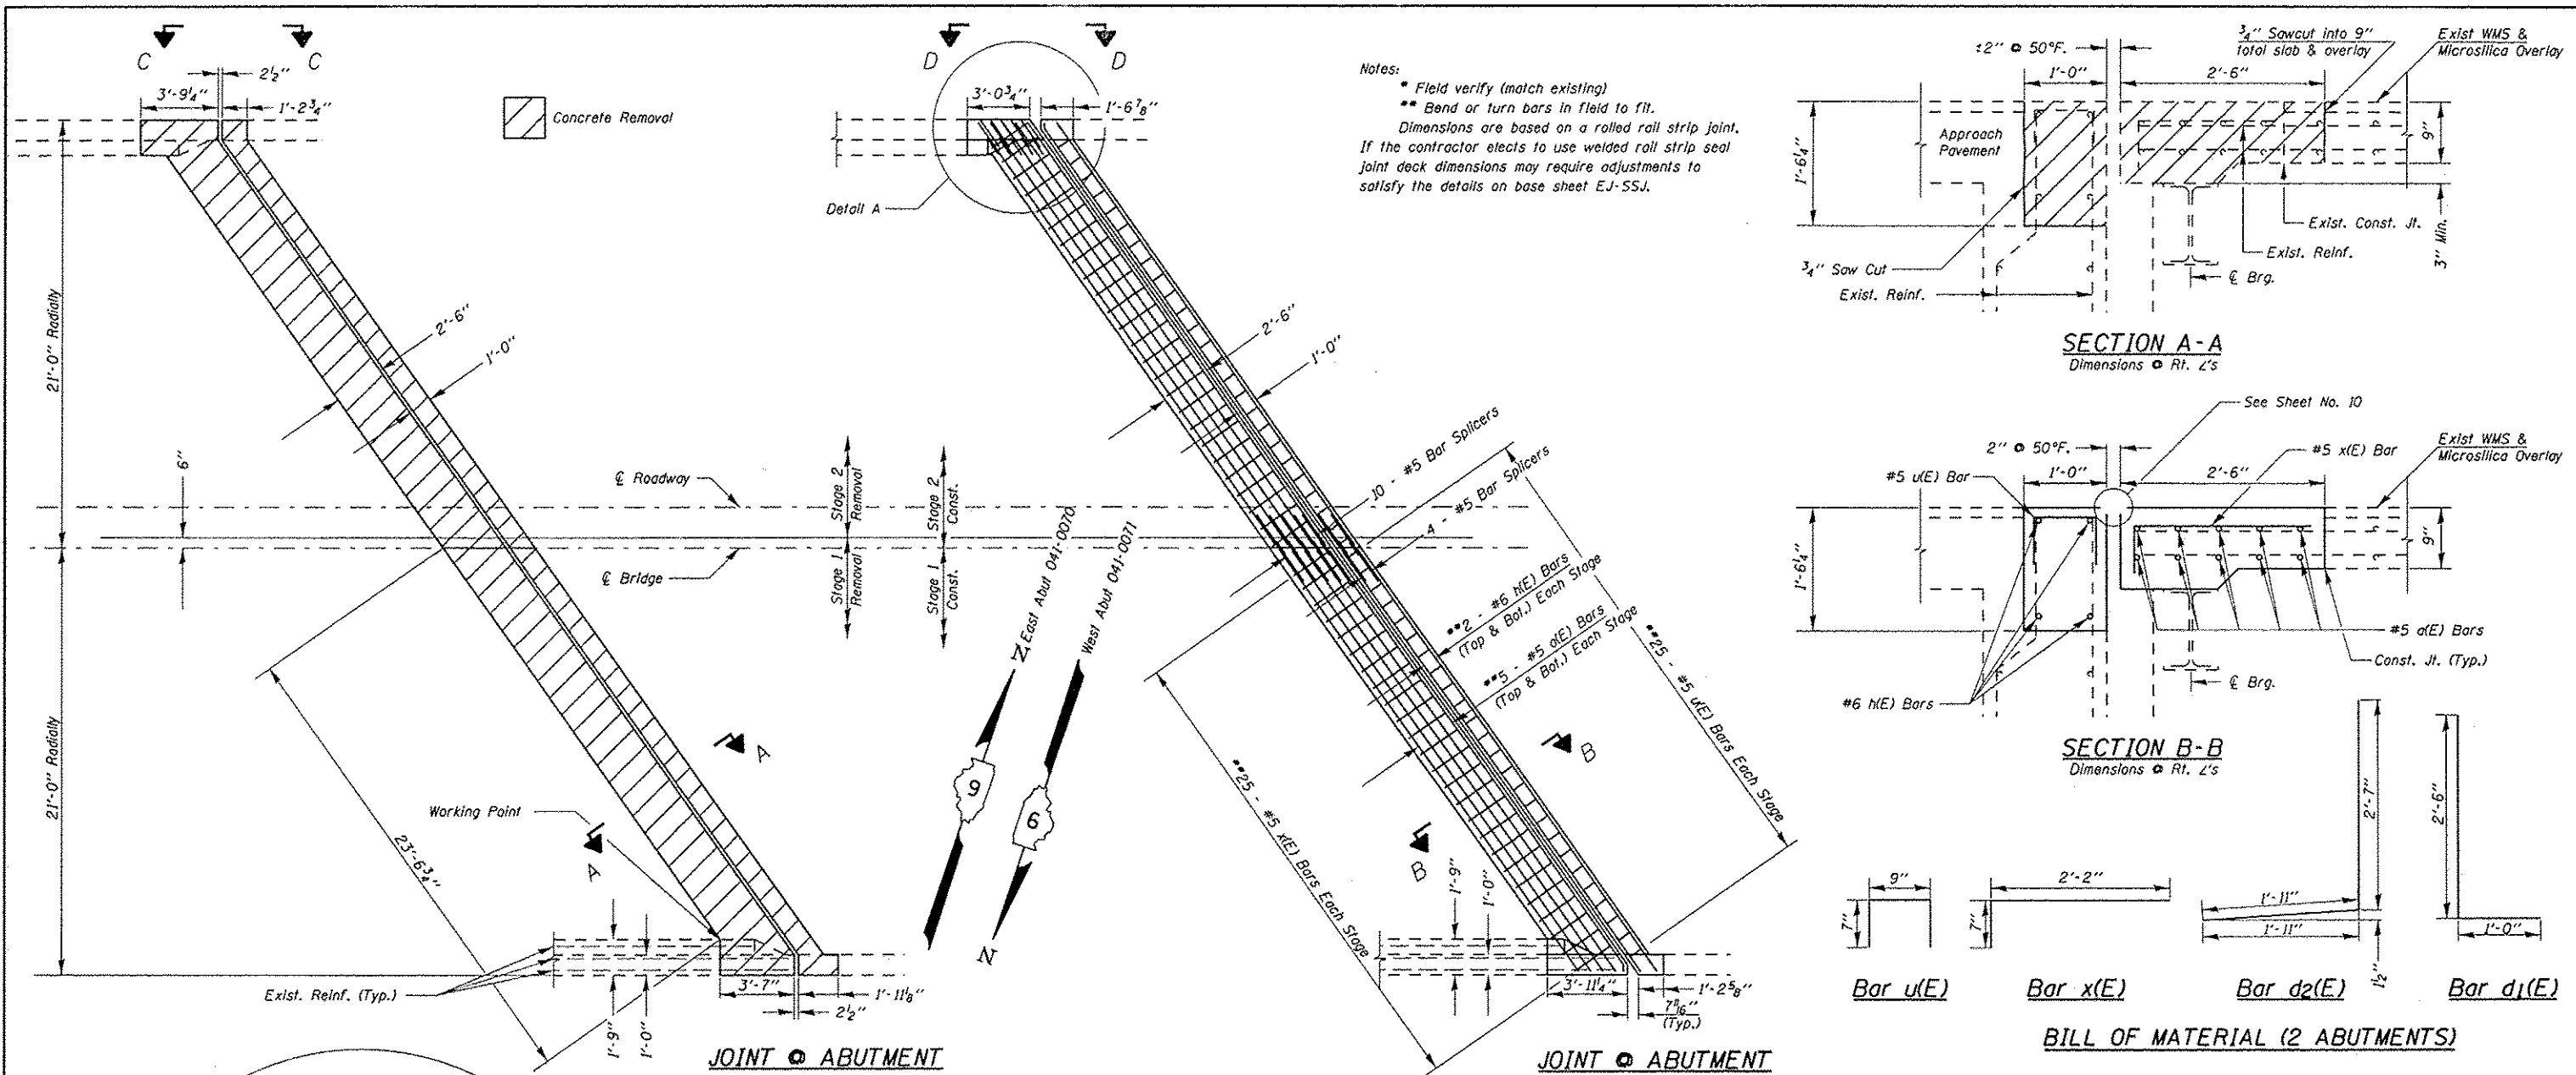 C
C
2½"
3'-9¼"
1'-2¾"
Concrete Removal
21'-0" Radially
21'-0" Radially
6"
2'-6"
1'-0"
℄ Roadway
℄ Bridge
Stage 2
Removal
Stage 1
Removal
Stage 2
Const.
Stage 1
Const.
23'-6¾"
Working Point
A
A
Exist. Reinf. (Typ.)
1'-9"
1'-0"
3'-7"
2½"
1'-11⅛"
JOINT @ ABUTMENT
N
East Abut 041-0070
West Abut 041-0071
9
6
N
D
D
3'-0¾"
1'-6⅞"
Detail A
Notes:
* Field verify (match existing)
** Bend or turn bars in field to fit.
Dimensions are based on a rolled rail strip joint.
If the contractor elects to use welded rail strip seal
joint deck dimensions may require adjustments to
satisfy the details on base sheet EJ-SSJ.
2'-6"
1'-0"
10 - #5 Bar Splicers
4 - #5 Bar Splicers
**2 - #6 h(E) Bars
(Top & Bot.) Each Stage
**5 - #5 a(E) Bars
(Top & Bot.) Each Stage
**25 - #5 u(E) Bars Each Stage
**25 - #5 x(E) Bars Each Stage
B
B
1'-9"
1'-0"
3'-11¼"
1'-2⅝"
(Typ.)
JOINT @ ABUTMENT
±2" @ 50°F.
¾" Sawcut into 9"
total slab & overlay
Exist WMS &
Microsilica Overlay
1'-0"
2'-6"
1'-6¼"
Approach
Pavement
9"
3" Min.
Exist. Const. Jt.
Exist. Reinf.
¾" Saw Cut
Exist. Reinf.
℄ Brg.
SECTION A-A
Dimensions @ Rt. ∠'s
See Sheet No. 10
2" @ 50°F.
#5 x(E) Bar
Exist WMS &
Microsilica Overlay
#5 u(E) Bar
1'-0"
2'-6"
1'-6¼"
9"
#5 a(E) Bars
Const. Jt. (Typ.)
#6 h(E) Bars
℄ Brg.
SECTION B-B
Dimensions @ Rt. ∠'s
9"
7"
Bar u(E)
2'-2"
7"
Bar x(E)
2'-7"
1'-11"
1'-11"
1½"
Bar d2(E)
2'-6"
1'-0"
Bar d1(E)
BILL OF MATERIAL (2 ABUTMENTS)